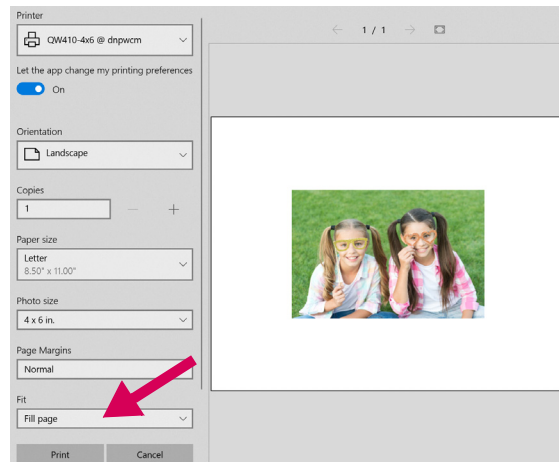 Printer
QW410-4x6 @ dnpwcm
1 / 1
Let the app change my printing preferences
On
Orientation
Landscape
Copies
1
Paper size
Letter
8.50" x 11.00"
Photo size
4 x 6 in.
Page Margins
Normal
Fit
Fill page
Print
Cancel